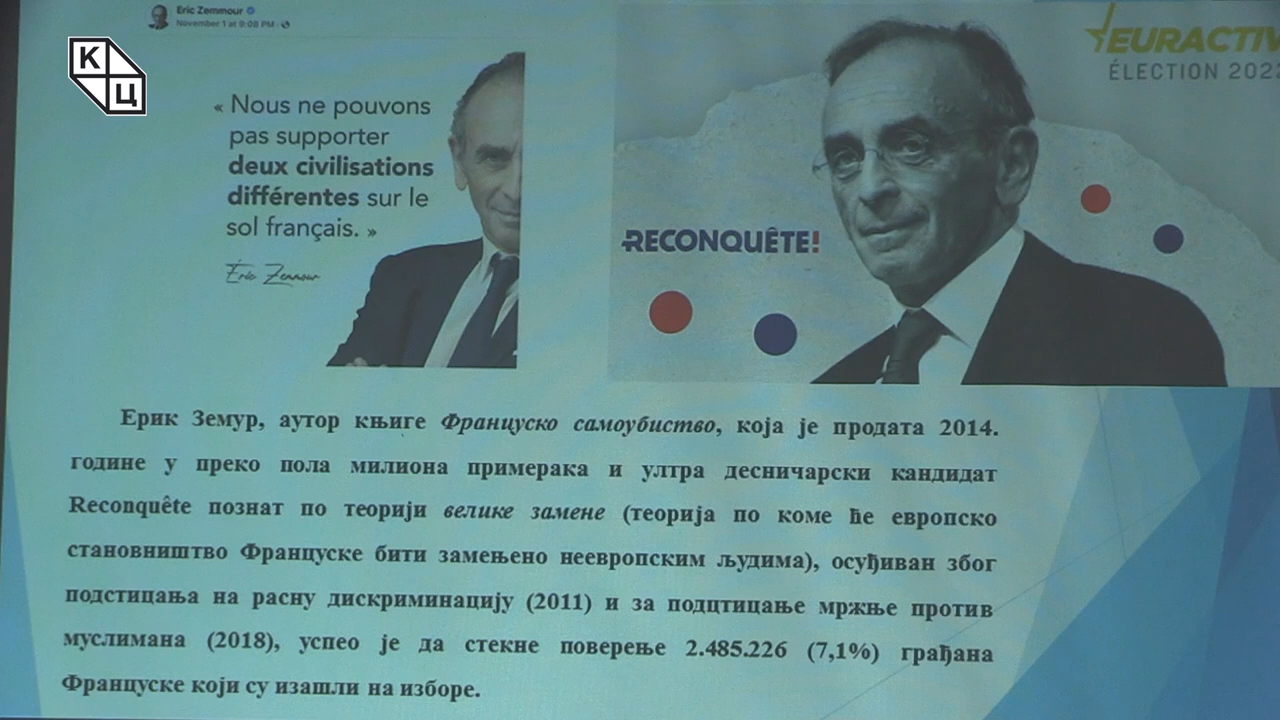 Eric Zemmour
November 1 at 9:08 PM
К
Ц
« Nous ne pouvons
pas supporter
deux civilisations
différentes sur le
sol français. »
Éric Zemmour
EURACTIV
ÉLECTION 2022
RECONQUÊTE!
Ерик Земур, аутор књиге Француско самоубиство, која је продата 2014.
године у преко пола милиона примерака и ултра десничарски кандидат
Reconquête познат по теорији велике замене (теорија по коме ће европско
становништво Француске бити замењено неевропским људима), осуђиван због
подстицања на расну дискриминацију (2011) и за подцтицање мржње против
муслимана (2018), успео је да стекне поверење 2.485.226 (7,1%) грађана
Француске који су изашли на изборе.